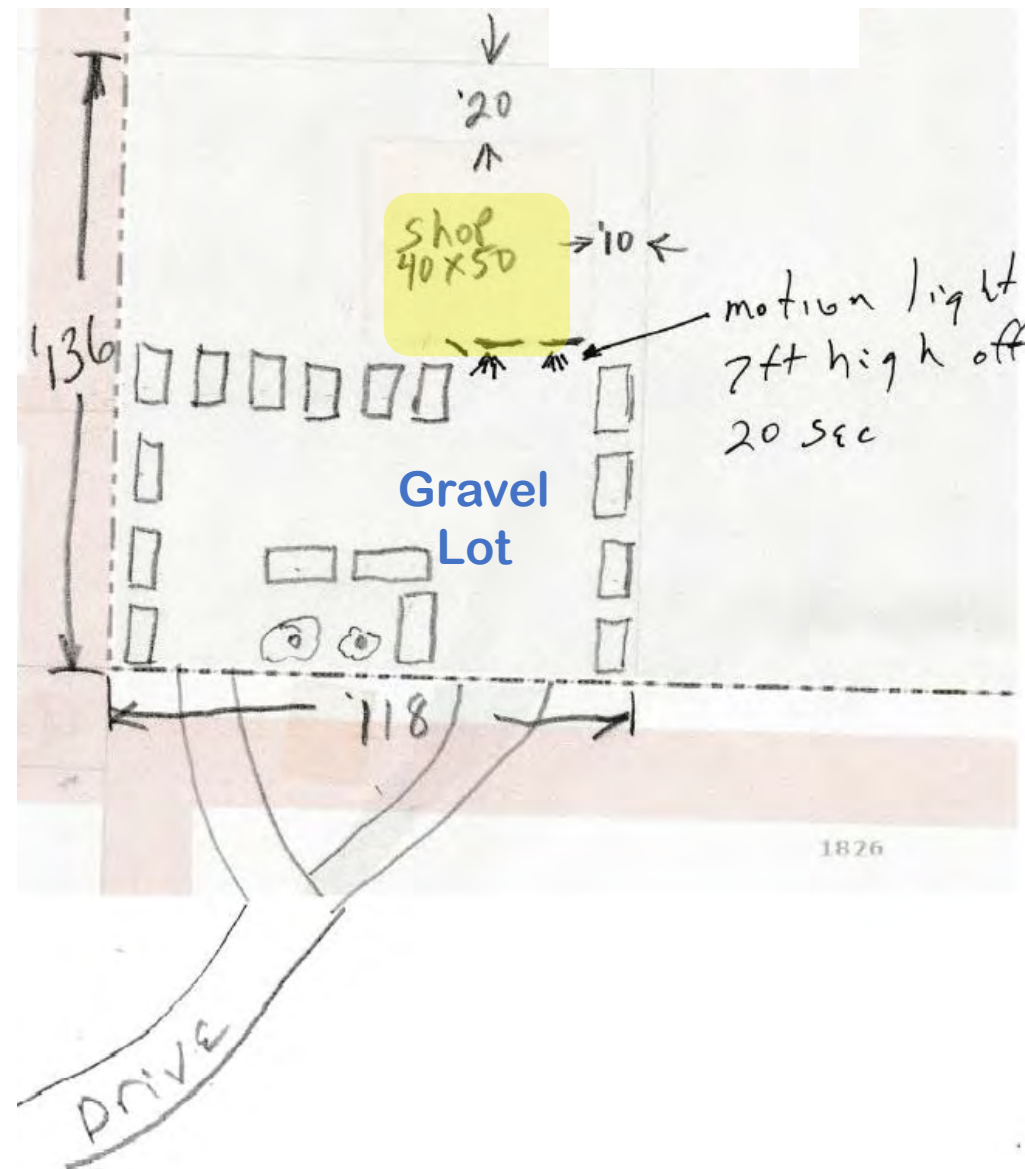 '20
shop
40x50
'10
motion light
7ft high off
20 sec
'136
Gravel
Lot
'118
1826
Drive